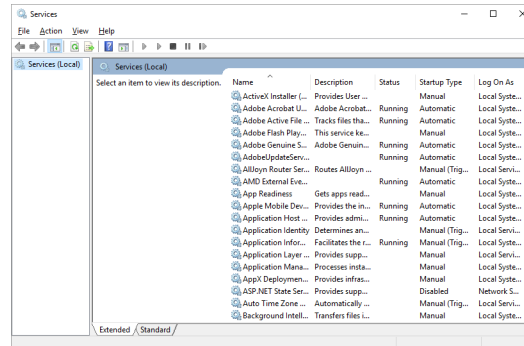 Services
File Action View Help
Services (Local)
Services (Local)
Select an item to view its description.
Name Description Status Startup Type Log On As
ActiveX Installer (... Provides User ... Manual Local Syste...
Adobe Acrobat U... Adobe Acrobat... Running Automatic Local Syste...
Adobe Active File ... Tracks files tha... Running Automatic Local Syste...
Adobe Flash Play... This service ke... Manual Local Syste...
Adobe Genuine S... Adobe Genuin... Running Automatic Local Syste...
AdobeUpdateServ... Running Automatic Local Syste...
AllJoyn Router Ser... Routes AllJoyn ... Manual (Trig... Local Servi...
AMD External Eve... Running Automatic Local Syste...
App Readiness Gets apps read... Manual Local Syste...
Apple Mobile Dev... Provides the in... Running Automatic Local Syste...
Application Host ... Provides admi... Running Automatic Local Syste...
Application Identity Determines an... Manual (Trig... Local Servi...
Application Infor... Facilitates the r... Running Manual (Trig... Local Syste...
Application Layer ... Provides supp... Manual Local Servi...
Application Mana... Processes insta... Manual Local Syste...
AppX Deploymen... Provides infras... Manual Local Syste...
ASP.NET State Ser... Provides supp... Disabled Network S...
Auto Time Zone ... Automatically ... Manual (Trig... Local Servi...
Background Intell... Transfers files i... Manual Local Syste...
Extended Standard